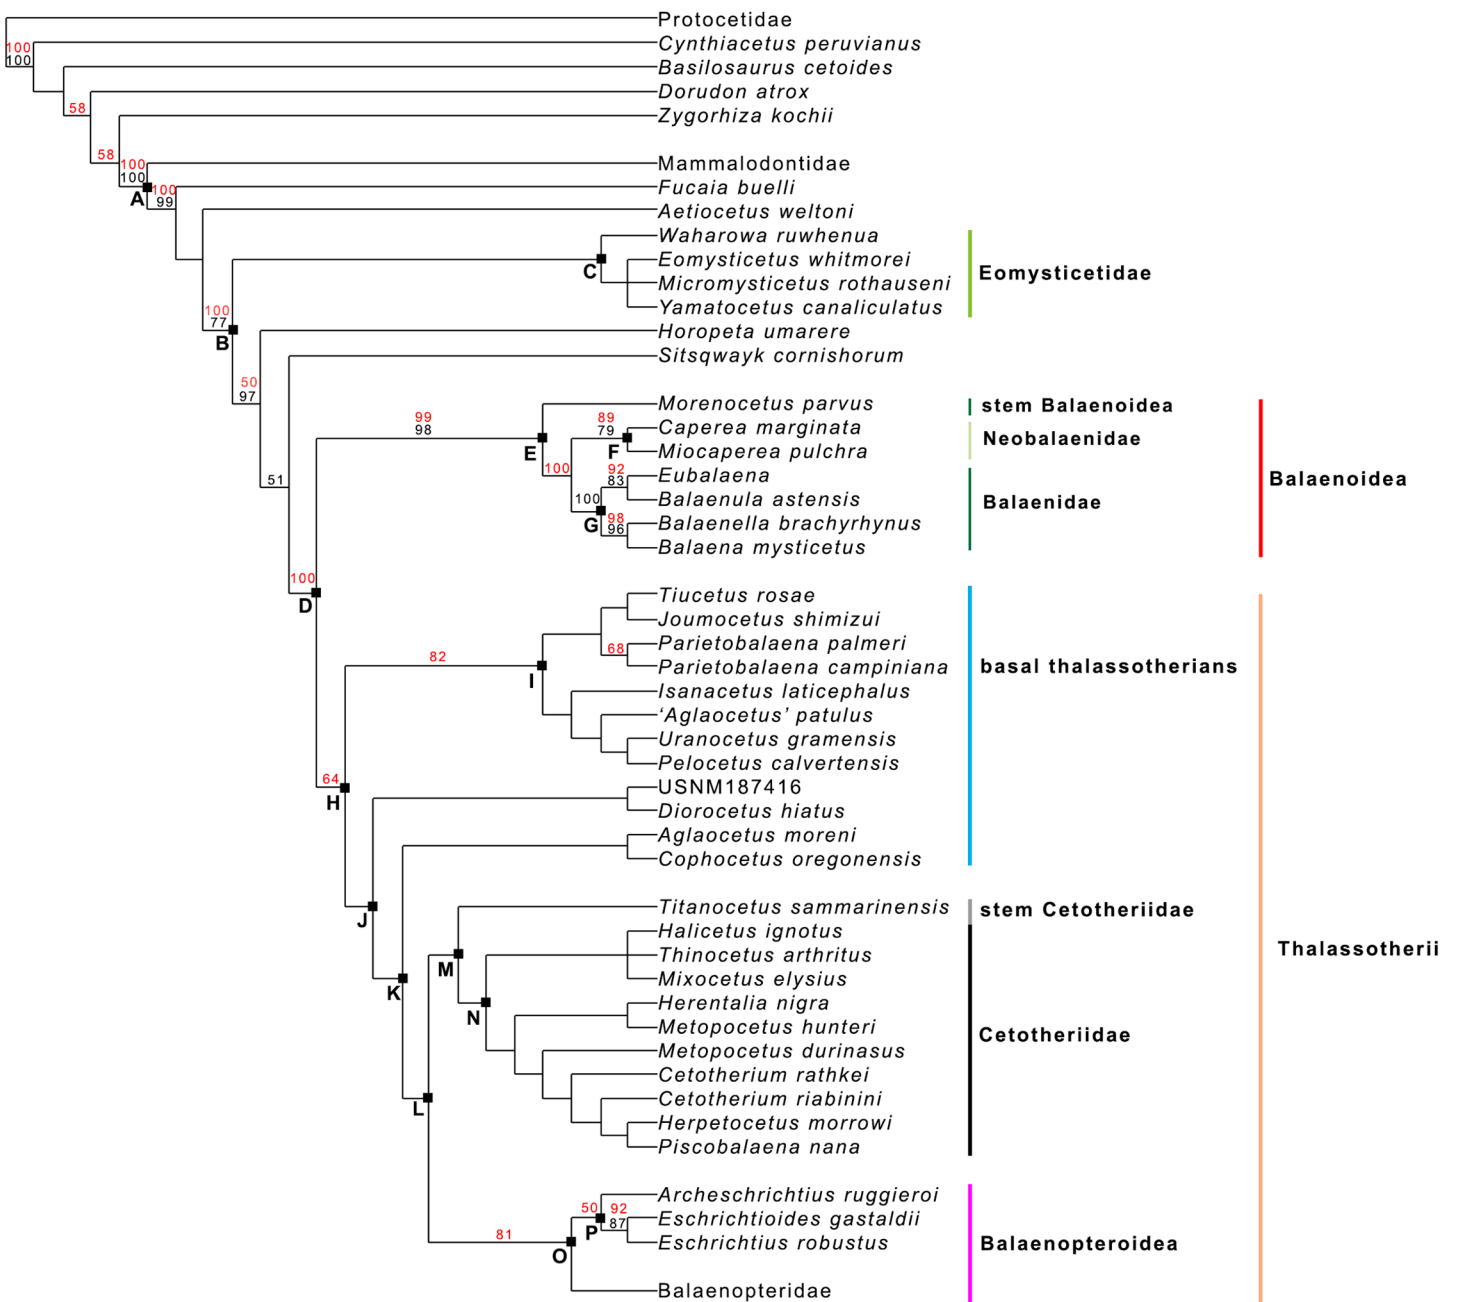 Protocetidae
100
100
Cynthiacetus peruvianus
Basilosaurus cetoides
Dorudon atrox
58
Zygorhiza kochii
58
100
100
A
Mammalodontidae
100
99
Fucaia buelli
Aetiocetus weltoni
Waharowa ruwhenua
C
Eomysticetus whitmorei
Eomysticetidae
Micromysticetus rothauseni
Yamatocetus canaliculatus
100
77
B
Horopeta umarere
Sitsqwayk cornishorum
50
97
Morenocetus parvus
stem Balaenoidea
99
98
E
89
79
F
Caperea marginata
Neobalaenidae
Miocaperea pulchra
100
92
83
Eubalaena
Balaenoidea
51
100
G
Balaenula astensis
Balaenidae
98
96
Balaenella brachyrhynus
Balaena mysticetus
100
D
Tiucetus rosae
Joumocetus shimizui
Parietobalaena palmeri
68
82
I
Parietobalaena campiniana
basal thalassotherians
Isanacetus laticephalus
‘Aglaocetus’ patulus
Uranocetus gramensis
Pelocetus calvertensis
64
H
USNM187416
Diorocetus hiatus
Aglaocetus moreni
Cophocetus oregonensis
J
Titanocetus sammarinensis
stem Cetotheriidae
Halicetus ignotus
M
Thinocetus arthritus
Thalassotherii
K
Mixocetus elysius
N
Herentalia nigra
Metopocetus hunteri
Cetotheriidae
Metopocetus durinasus
Cetotherium rathkei
L
Cetotherium riabinini
Herpetocetus morrowi
Piscobalaena nana
Archeschrichtius ruggieroi
50
92
87
P
Eschrichtioides gastaldii
81
O
Eschrichtius robustus
Balaenopteroidea
Balaenopteridae